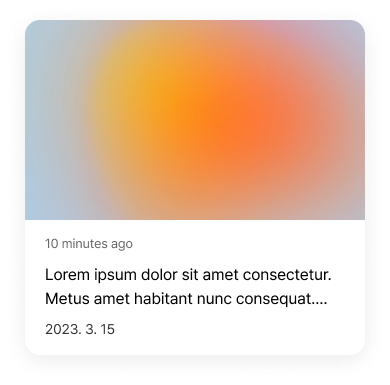 10 minutes ago
Lorem ipsum dolor sit amet consectetur.
Metus amet habitant nunc consequat....
2023. 3. 15